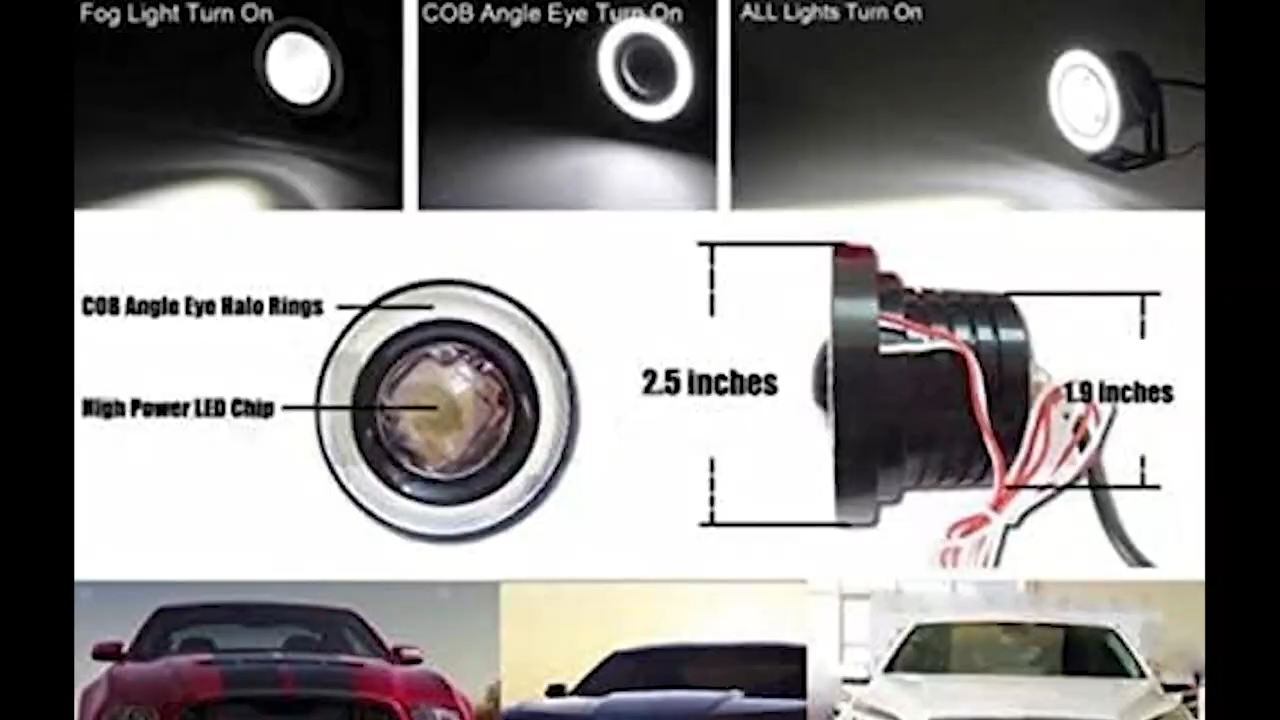 Fog Light Turn On
COB Angle Eye Turn On
ALL Lights Turn On
COB Angle Eye Halo Rings
High Power LED Chip
2.5 inches
1.9 inches